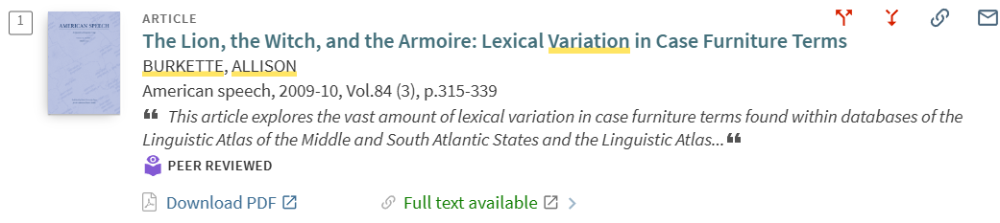 1
AMERICAN SPEECH
ARTICLE
The Lion, the Witch, and the Armoire: Lexical Variation in Case Furniture Terms
BURKETTE, ALLISON
American speech, 2009-10, Vol.84 (3), p.315-339
❝ This article explores the vast amount of lexical variation in case furniture terms found within databases of the
Linguistic Atlas of the Middle and South Atlantic States and the Linguistic Atlas... ❝
PEER REVIEWED
Download PDF
Full text available